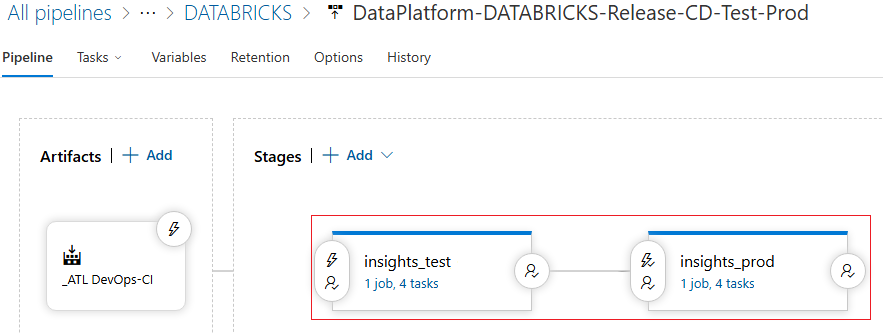 All pipelines > ··· > DATABRICKS > DataPlatform-DATABRICKS-Release-CD-Test-Prod
Pipeline Tasks Variables Retention Options History
Artifacts | + Add
Stages | + Add
_ATL DevOps-CI
insights_test
1 job, 4 tasks
insights_prod
1 job, 4 tasks